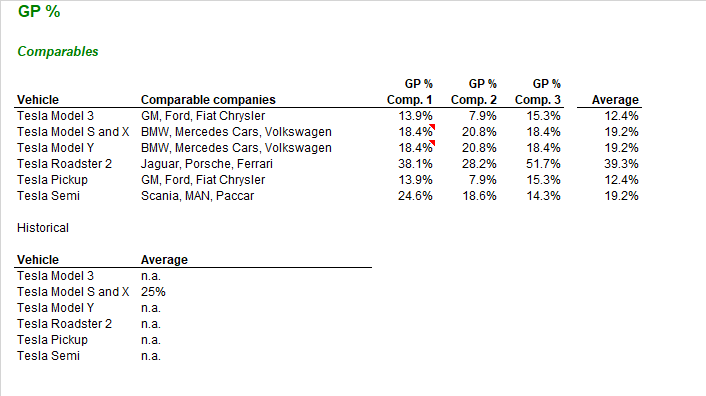 GP %
Comparables
GP % GP % GP %
Vehicle Comparable companies Comp. 1 Comp. 2 Comp. 3 Average
Tesla Model 3 GM, Ford, Fiat Chrysler 13.9% 7.9% 15.3% 12.4%
Tesla Model S and X BMW, Mercedes Cars, Volkswagen 18.4% 20.8% 18.4% 19.2%
Tesla Model Y BMW, Mercedes Cars, Volkswagen 18.4% 20.8% 18.4% 19.2%
Tesla Roadster 2 Jaguar, Porsche, Ferrari 38.1% 28.2% 51.7% 39.3%
Tesla Pickup GM, Ford, Fiat Chrysler 13.9% 7.9% 15.3% 12.4%
Tesla Semi Scania, MAN, Paccar 24.6% 18.6% 14.3% 19.2%
Historical
Vehicle Average
Tesla Model 3 n.a.
Tesla Model S and X 25%
Tesla Model Y n.a.
Tesla Roadster 2 n.a.
Tesla Pickup n.a.
Tesla Semi n.a.